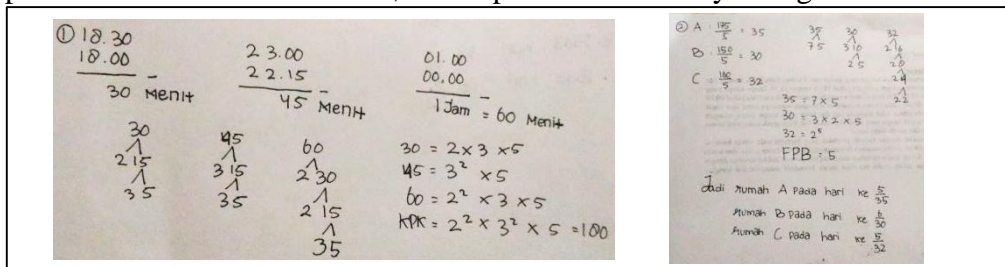 ① 18.30
18.00
30 Menit
23.00
22.15
45 Menit
01.00
00.00
1 Jam = 60 Menit
30
2 15
3 5
45
3 15
3 5
60
2 30
2 15
3 5
30 = 2 x 3 x 5
45 = 3² x 5
60 = 2² x 3 x 5
KPK = 2² x 3² x 5 = 180
② A = 175/5 = 35
B = 150/5 = 30
C = 160/5 = 32
35
7 5
30
3 10
2 5
32
2 16
2 8
2 4
2 2
35 = 7 x 5
30 = 3 x 2 x 5
32 = 2⁵
FPB = 5
Jadi rumah A pada hari ke 5/35
rumah B pada hari ke /30
rumah C pada hari ke 5/32